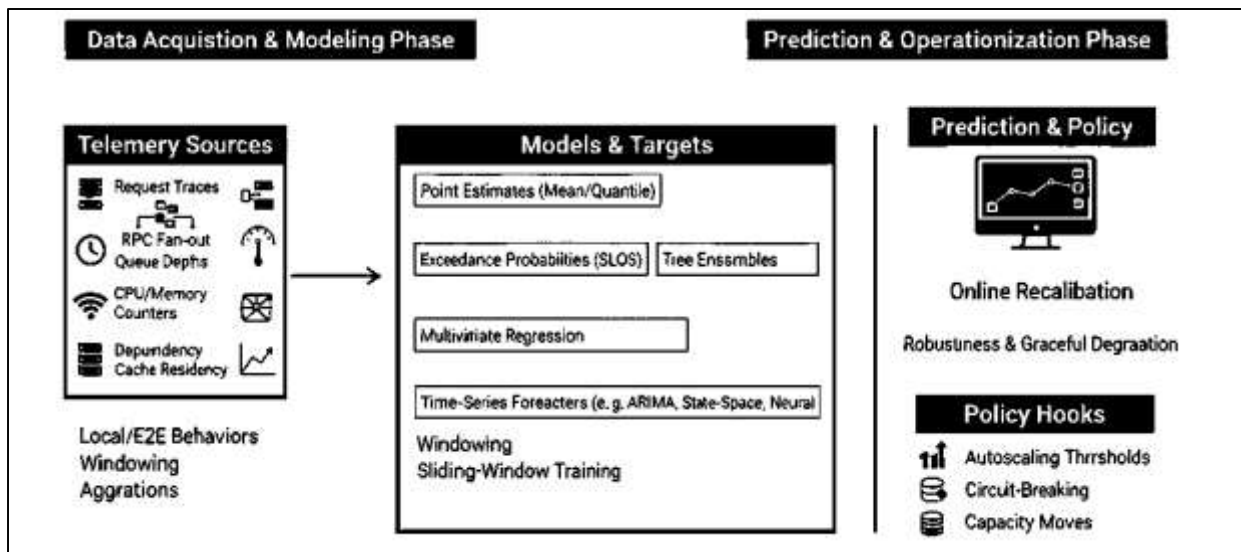 Data Acquistion & Modeling Phase
Prediction & Operationization Phase
Telemery Sources
Request Traces
RPC Fan-out
Queue Depths
CPU/Memory
Counters
Depundency
Cache Residency
Local/E2E Behaviors
Windowing
Aggrations
Models & Targets
Point Estimates (Mean/Quantile)
Exceedance Probabiities (SLOS)
Tree Enssmbles
Multiviniate Regression
Time-Series Foreacters (e. g. ARIMA, State-Space, Neural
Windowing
Sliding-Window Training
Prediction & Policy
Online Recalibation
Robustiness & Graceful Degraation
Policy Hooks
Autoscaling Thrrsholds
Circuit-Breaking
Capacity Moves